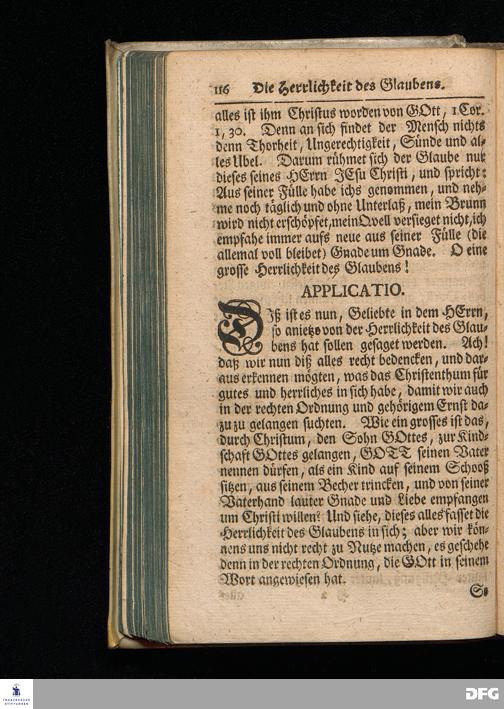 116 Die Herrlichkeit des Glaubens.
alles ist ihm Christus worden von GOtt, 1 Cor.
1, 30. Denn an sich findet der Mensch nichts
denn Thorheit, Ungerechtigkeit, Sünde und al-
les Ubel. Darum rühmet sich der Glaube nur
dieses seines HErrn JEsu Christi, und spricht:
Aus seiner Fülle habe ichs genommen, und neh-
me noch täglich und ohne Unterlaß, mein Brunn
wird nicht erschöpfet, mein Qvell versieget nicht, ich
empfahe immer aufs neue aus seiner Fülle (die
allemal voll bleibet) Gnade um Gnade. O eine
grosse Herrlichkeit des Glaubens!
APPLICATIO.
Diß ist es nun, Geliebte in dem HErrn,
so anietzo von der Herrlichkeit des Glau-
bens hat sollen gesaget werden. Ach!
daß wir nun diß alles recht bedencken, und dar-
aus erkennen mögten, was das Christenthum für
gutes und herrliches in sich habe, damit wir auch
in der rechten Ordnung und gehörigem Ernst da-
zu zu gelangen suchten. Wie ein grosses ist das,
durch Christum, den Sohn GOttes, zur Kind-
schaft GOttes gelangen, GOTT seinen Vater
nennen dürfen, als ein Kind auf seinem Schooß
sitzen, aus seinem Becher trincken, und von seiner
Vaterhand lauter Gnade und Liebe empfangen
um Christi willen? Und siehe, dieses alles fasset die
Herrlichkeit des Glaubens in sich; aber wir kön-
nens uns nicht recht zu Nutze machen, es geschehe
denn in der rechten Ordnung, die GOtt in seinem
Wort angewiesen hat.
So
FRANCKESCHE
STIFTUNGEN
DFG